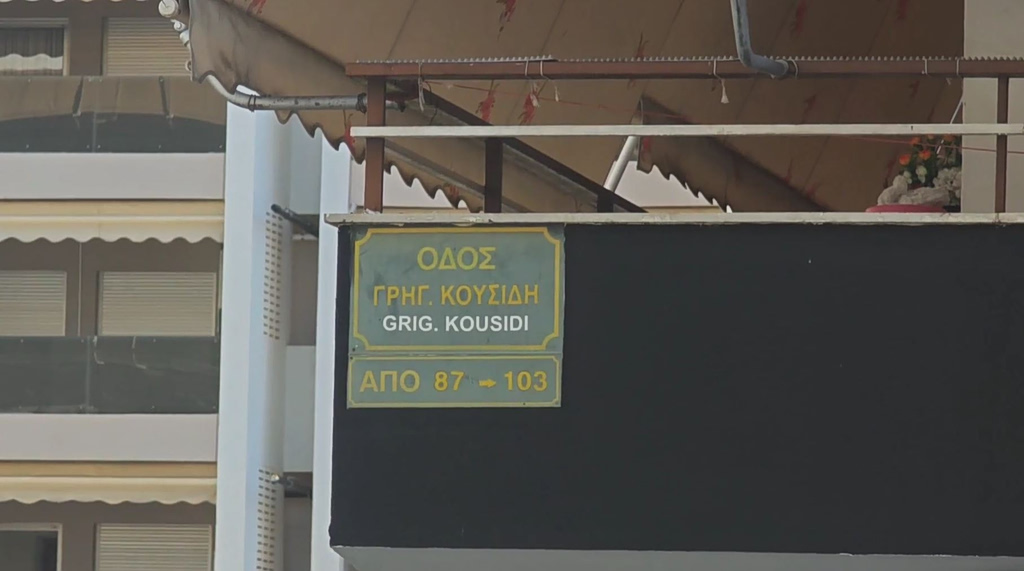 ΟΔΟΣ
ΓΡΗΓ. ΚΟΥΣΙΔΗ
GRIG. KOUSIDI
ΑΠΟ 87 → 103